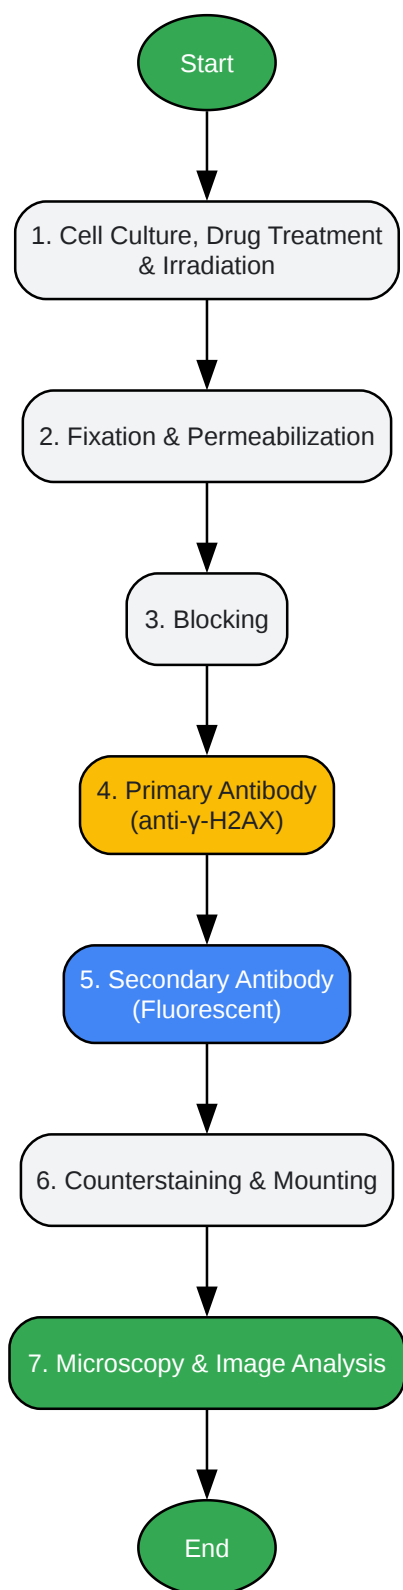 Start
1. Cell Culture, Drug Treatment
& Irradiation
2. Fixation & Permeabilization
3. Blocking
4. Primary Antibody
(anti-γ-H2AX)
5. Secondary Antibody
(Fluorescent)
6. Counterstaining & Mounting
7. Microscopy & Image Analysis
End